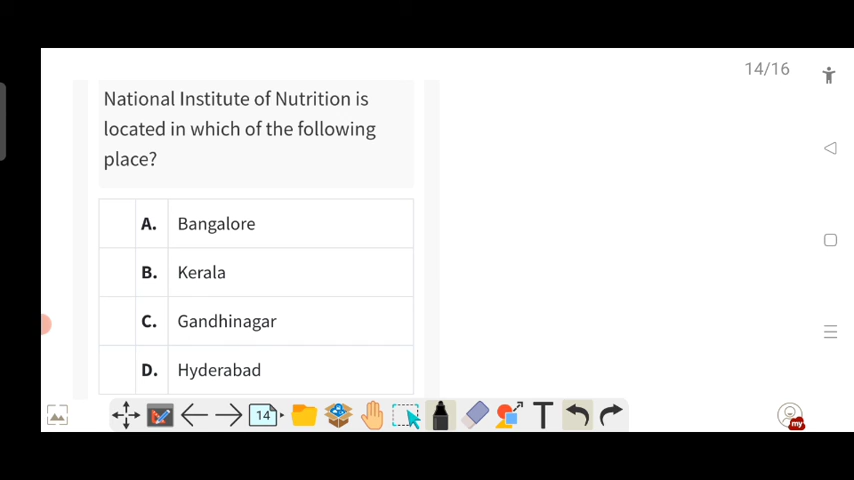 14/16
National Institute of Nutrition is
located in which of the following
place?
A. Bangalore
B. Kerala
C. Gandhinagar
D. Hyderabad
14
T
my